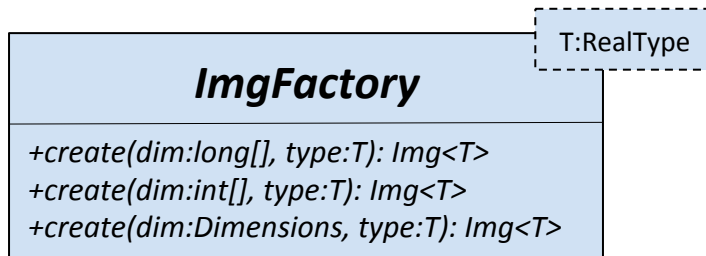 T:RealType
ImgFactory
+create(dim:long[], type:T): Img<T>
+create(dim:int[], type:T): Img<T>
+create(dim:Dimensions, type:T): Img<T>